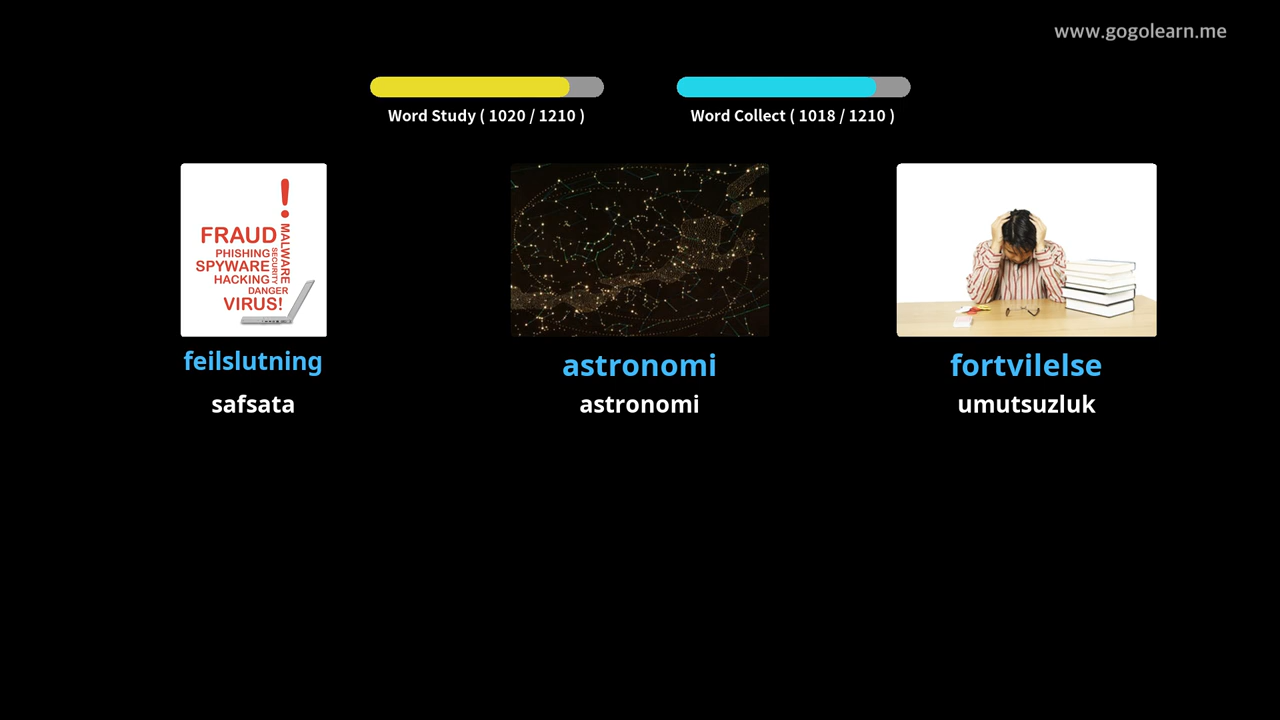 www.gogolearn.me
Word Study ( 1020 / 1210 )
Word Collect ( 1018 / 1210 )
!
FRAUD
PHISHING
SPYWARE
HACKING
DANGER
VIRUS!
MALWARE
SECURITY
feilslutning
astronomi
fortvilelse
safsata
astronomi
umutsuzluk